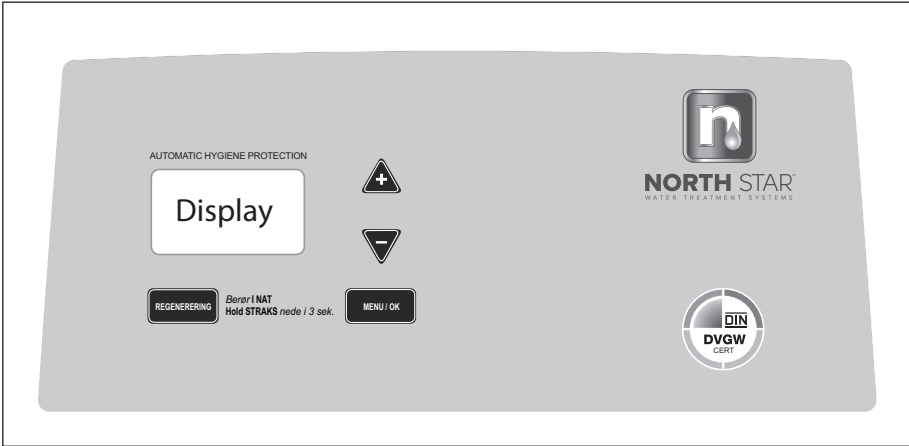 AUTOMATIC HYGIENE PROTECTION
Display
+
−
REGENERERING
Berør I NAT
Hold STRAKS nede i 3 sek.
MENU / OK
n
NORTH STAR™
WATER TREATMENT SYSTEMS
DIN
DVGW
CERT